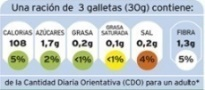 Una ración de 3 galletas (30g) contiene:
CALORIAS AZÚCARES GRASA GRASA SATURADA SAL FIBRA
108 1,7g 0,2g 0,1g 0,2g 1,3g
5% 2% <1% <1% 4% 5%
de la Cantidad Diaria Orientativa (CDO) para un adulto*